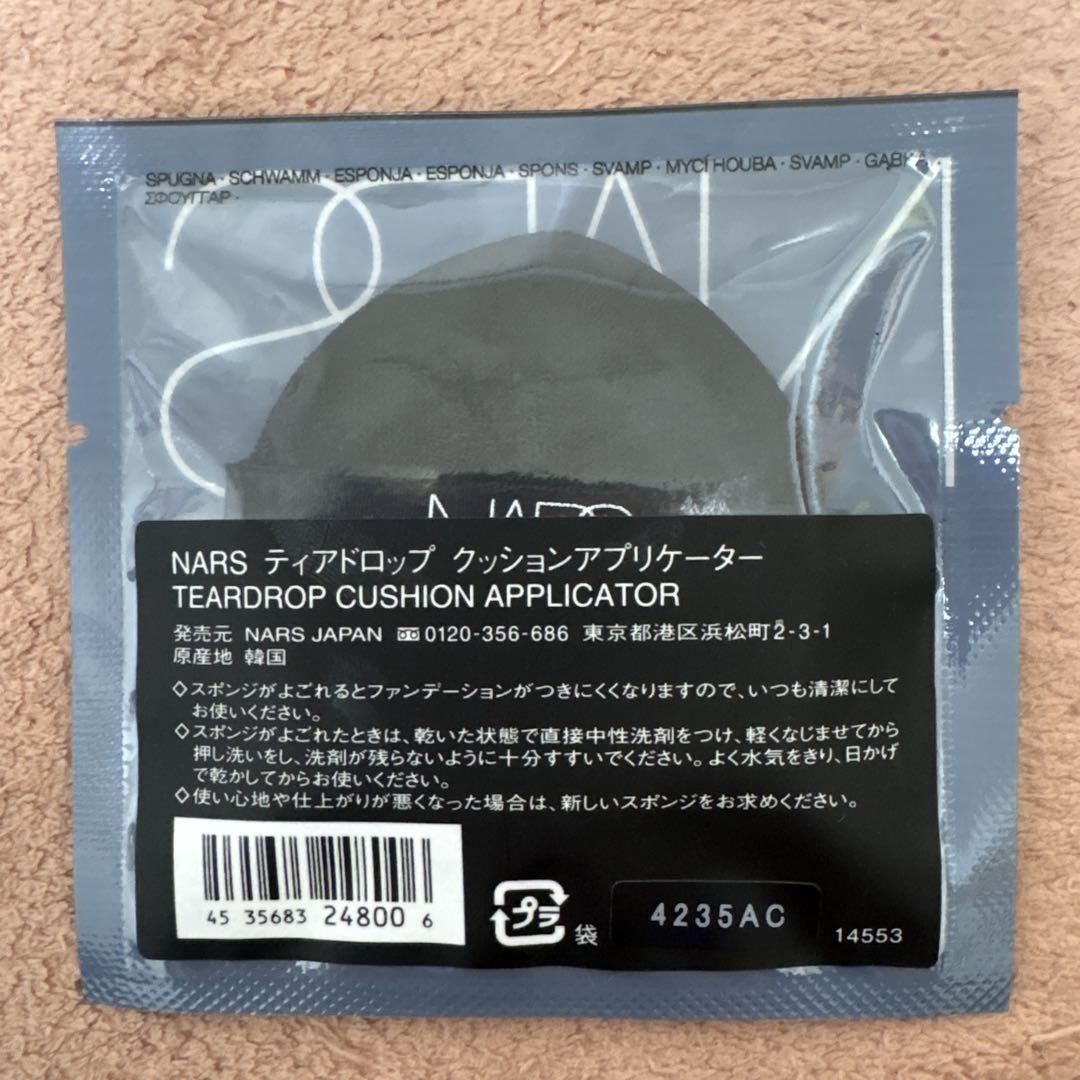 SPUGNA · SCHWAMM · ESPONJA · ESPONJA · SPONS · SVAMP · MYCÍ HOUBA · SVAMP · GĄBKA ·
ΣΦΟΥΓΓΑΡ ·
NARS
NARS ティアドロップ クッションアプリケーター
TEARDROP CUSHION APPLICATOR
発売元 NARS JAPAN 0120-356-686 東京都港区浜松町2-3-1
原産地 韓国
◇スポンジがよごれるとファンデーションがつきにくくなりますので、いつも清潔にして
お使いください。
◇スポンジがよごれたときは、乾いた状態で直接中性洗剤をつけ、軽くなじませてから
押し洗いをし、洗剤が残らないように十分すすいでください。よく水気をきり、日かげ
で乾かしてからお使いください。
◇使い心地や仕上がりが悪くなった場合は、新しいスポンジをお求めください。
45 35683 24800 6
プラ
袋
4235AC
14553